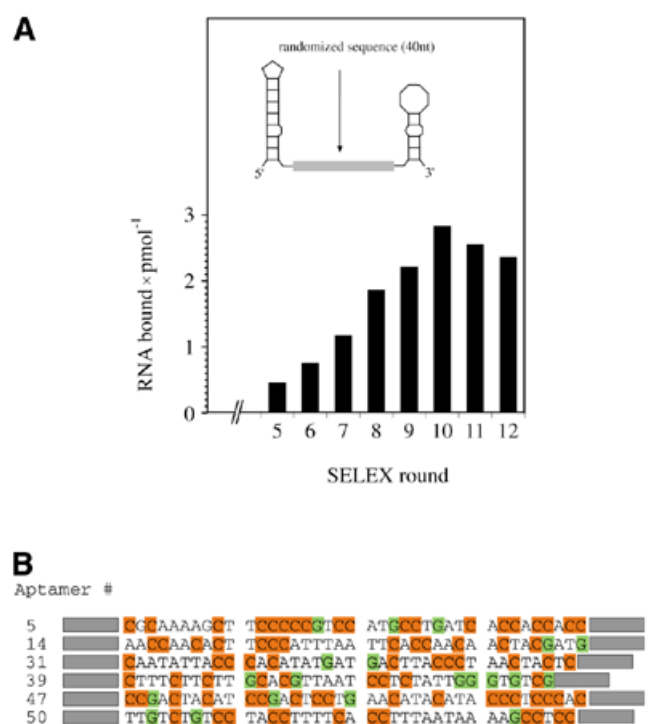 A
randomized sequence (40nt)
5' 3'
RNA bound × pmol⁻¹
3
2
1
0
5 6 7 8 9 10 11 12
SELEX round
B
Aptamer #
5 CGCAAAAGCT TCCCCCGTCC ATGCCTGATC ACCACCACC
14 AACCAACACT TCCCATTTAA TTCACCAACA ACTACGATG
31 CAATATTACC CACATATGAT GACTTACCCT AACTACTC
39 CTTTCTTCTT GCACGTTAAT CCTCTATTGG GTGTCG
47 CCGACTACAT CCGACTCCTG AACATACATA CCCTCCCAC
50 TTGTCTGTCC TACCTTTTCA CCTTTAATAA AAGCCTCC